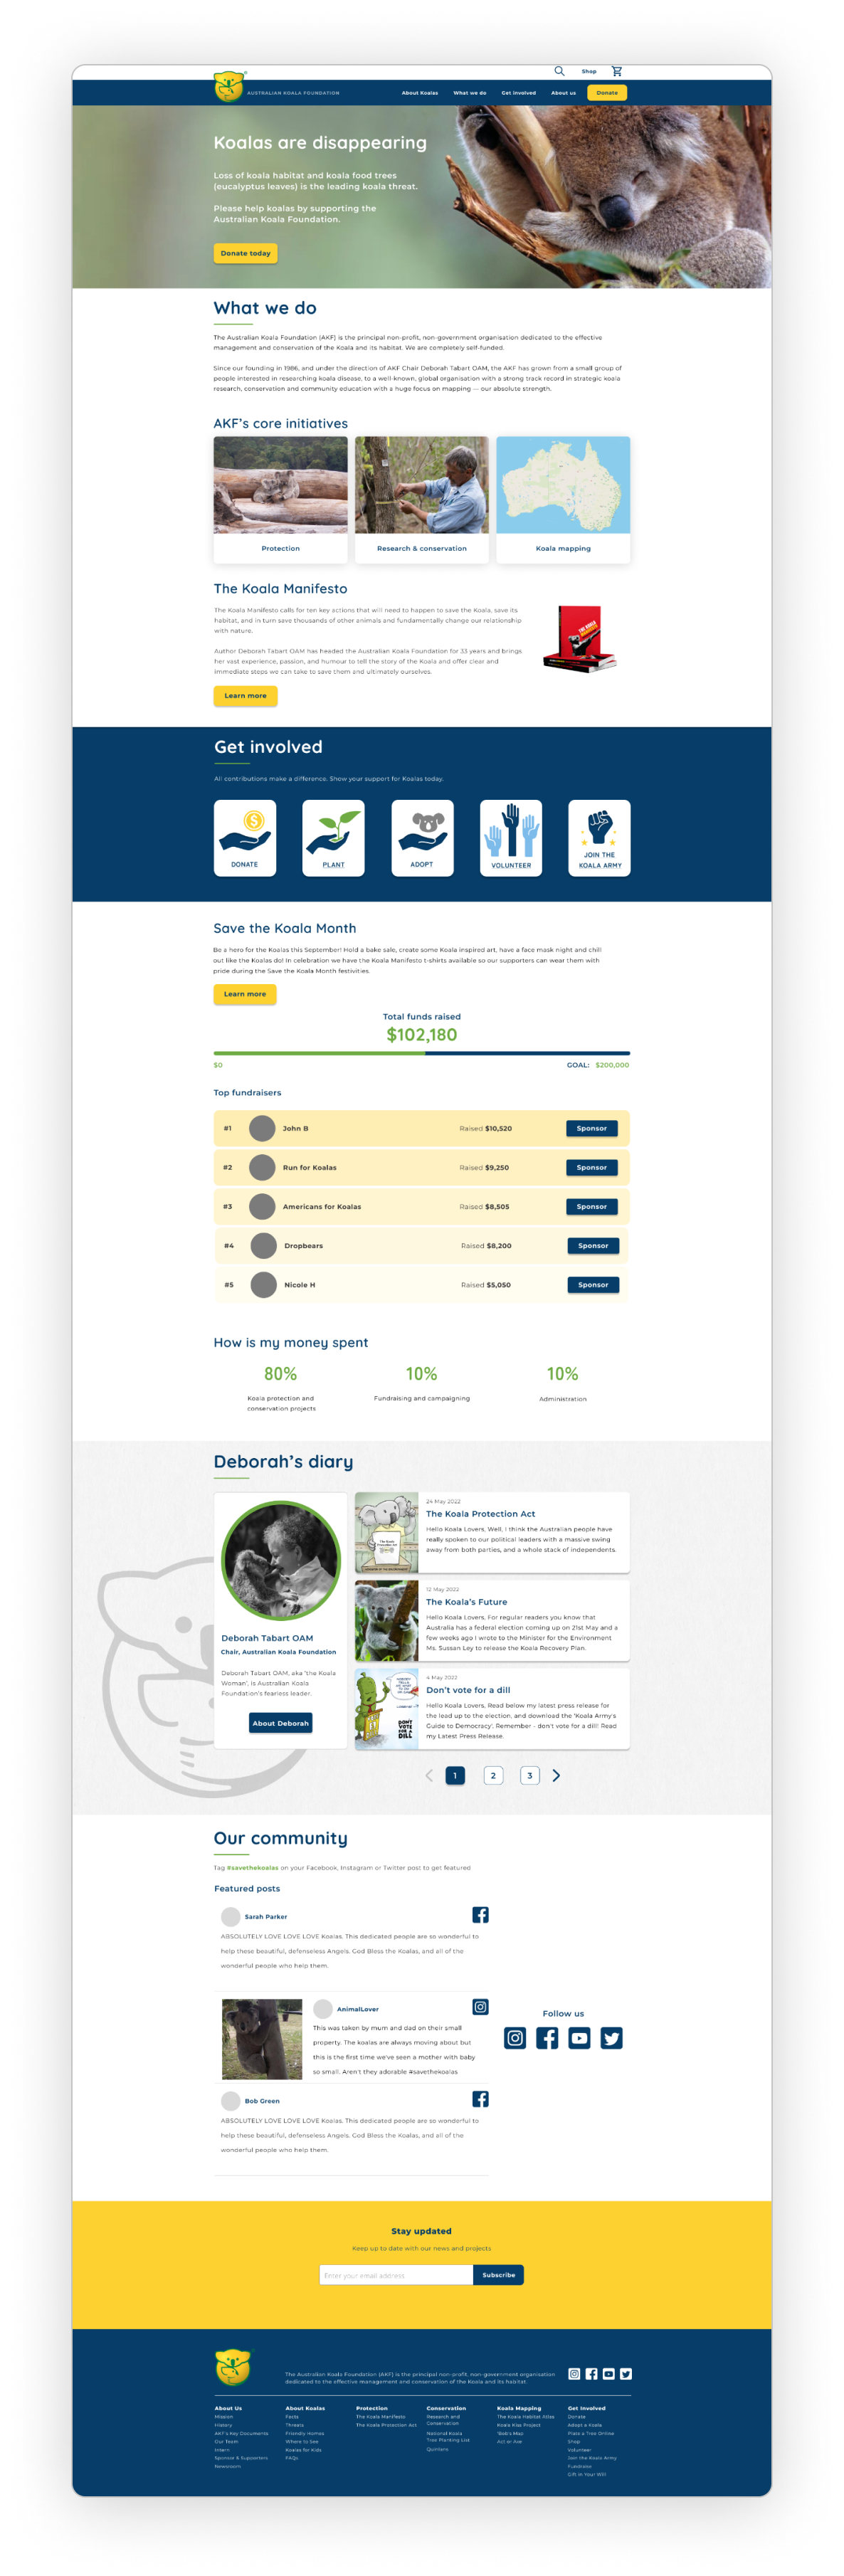 Shop
AUSTRALIAN KOALA FOUNDATION
About Koalas
What we do
Get involved
About us
Donate
Koalas are disappearing
Loss of koala habitat and koala food trees
(eucalyptus leaves) is the leading koala threat.
Please help koalas by supporting the
Australian Koala Foundation.
Donate today
What we do
The Australian Koala Foundation (AKF) is the principal non-profit, non-government organisation dedicated to the effective
management and conservation of the Koala and its habitat. We are completely self-funded.
Since our founding in 1986, and under the direction of AKF Chair Deborah Tabart OAM, the AKF has grown from a small group of
people interested in researching koala disease, to a well-known, global organisation with a strong track record in strategic koala
research, conservation and community education with a huge focus on mapping — our absolute strength.
AKF's core initiatives
Protection
Research & conservation
Koala mapping
The Koala Manifesto
The Koala Manifesto calls for ten key actions that will need to happen to save the Koala, save its
habitat, and in turn save thousands of other animals and fundamentally change our relationship
with nature.
Author Deborah Tabart OAM has headed the Australian Koala Foundation for 33 years and brings
her vast experience, passion, and humour to tell the story of the Koala and offer clear and
immediate steps we can take to save them and ultimately ourselves.
Learn more
Get involved
All contributions make a difference. Show your support for Koalas today.
DONATE
PLANT
ADOPT
VOLUNTEER
JOIN THE
KOALA ARMY
Save the Koala Month
Be a hero for the Koalas this September! Hold a bake sale, create some Koala inspired art, have a face mask night and chill
out like the Koalas do! In celebration we have the Koala Manifesto t-shirts available so our supporters can wear them with
pride during the Save the Koala Month festivities.
Learn more
Total funds raised
$102,180
$0
GOAL: $200,000
Top fundraisers
#1 John B Raised $10,520 Sponsor
#2 Run for Koalas Raised $9,250 Sponsor
#3 Americans for Koalas Raised $8,505 Sponsor
#4 Dropbears Raised $8,200 Sponsor
#5 Nicole H Raised $5,050 Sponsor
How is my money spent
80%
10%
10%
Koala protection and
conservation projects
Fundraising and campaigning
Administration
Deborah's diary
Deborah Tabart OAM
Chair, Australian Koala Foundation
Deborah Tabart OAM, aka 'the Koala
Woman', is Australian Koala
Foundation's fearless leader.
About Deborah
24 May 2022
The Koala Protection Act
Hello Koala Lovers, Well, I think the Australian people have
really spoken to our political leaders with a massive swing
away from both parties, and a whole stack of independents.
12 May 2022
The Koala's Future
Hello Koala Lovers, For regular readers you know that
Australia has a federal election coming up on 21st May and a
few weeks ago I wrote to the Minister for the Environment
Ms. Sussan Ley to release the Koala Recovery Plan.
4 May 2022
Don't vote for a dill
Hello Koala Lovers, Read below my latest press release for
the lead up to the election, and download the 'Koala Army's
Guide to Democracy'. Remember - don't vote for a dill! Read
my Latest Press Release.
DON'T
VOTE
FOR A
DILL
1
2
3
Our community
Tag #savethekoalas on your Facebook, Instagram or Twitter post to get featured
Featured posts
Sarah Parker
ABSOLUTELY LOVE LOVE LOVE Koalas. This dedicated people are so wonderful to
help these beautiful, defenseless Angels. God Bless the Koalas, and all of the
wonderful people who help them.
AnimalLover
This was taken by mum and dad on their small
property. The koalas are always moving about but
this is the first time we've seen a mother with baby
so small. Aren't they adorable #savethekoalas
Follow us
Bob Green
ABSOLUTELY LOVE LOVE LOVE Koalas. This dedicated people are so wonderful to
help these beautiful, defenseless Angels. God Bless the Koalas, and all of the
wonderful people who help them.
Stay updated
Keep up to date with our news and projects
Enter your email address
Subscribe
The Australian Koala Foundation (AKF) is the principal non-profit, non-government organisation
dedicated to the effective management and conservation of the Koala and its habitat.
About Us
Mission
History
AKF's Key Documents
Our Team
Intern
Sponsors & Supporters
Newsroom
About Koalas
Facts
Threats
Friendly Homes
Where to See
Koalas for Kids
FAQs
Protection
The Koala Manifesto
The Koala Protection Act
Conservation
Research and
Conservation
National Koala
Tree Planting List
Quinlans
Koala Mapping
The Koala Habitat Atlas
Koala Kiss Project
'Bob's Map
Act or Axe
Get Involved
Donate
Adopt a Koala
Plant a Tree Online
Shop
Volunteer
Join the Koala Army
Fundraise
Gift in Your Will